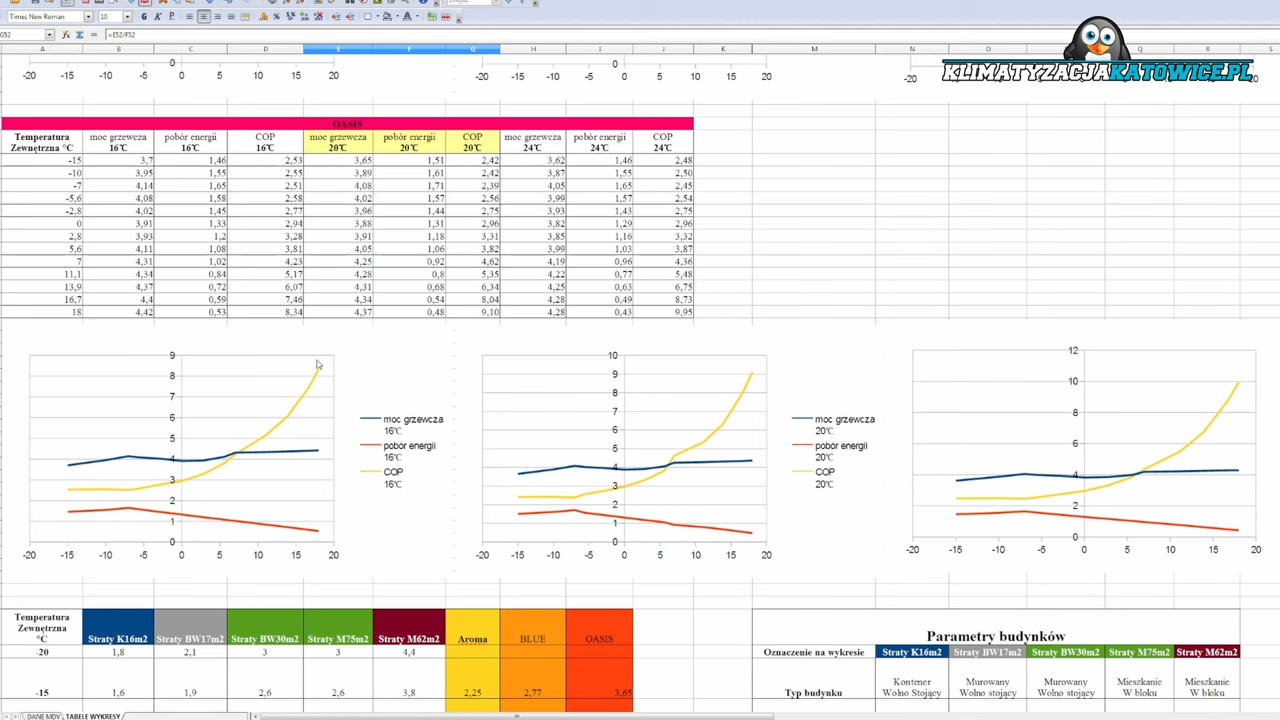 Times New Roman 10
G52 =E52/F52
A B C D E F G H I J K L M N O P Q R S
KLIMATYZACJAKATOWICE.PL
-20 -15 -10 -5 0 5 10 15 20
0
-20 -15 -10 -5 0 5 10 15 20
0
-20 -15 -10 -5 0 5 10 15 20
OASIS
Temperatura moc grzewcza pobór energii COP moc grzewcza pobór energii COP moc grzewcza pobór energii COP
Zewnętrzna °C 16℃ 16℃ 16℃ 20℃ 20℃ 20℃ 24℃ 24℃ 24℃
-15 3,7 1,46 2,53 3,65 1,51 2,42 3,62 1,46 2,48
-10 3,95 1,55 2,55 3,89 1,61 2,42 3,87 1,55 2,50
-7 4,14 1,65 2,51 4,08 1,71 2,39 4,05 1,65 2,45
-5,6 4,08 1,58 2,58 4,02 1,57 2,56 3,99 1,57 2,54
-2,8 4,02 1,45 2,77 3,96 1,44 2,75 3,93 1,43 2,75
0 3,91 1,33 2,94 3,88 1,31 2,96 3,82 1,29 2,96
2,8 3,93 1,2 3,28 3,91 1,18 3,31 3,85 1,16 3,32
5,6 4,11 1,08 3,81 4,05 1,06 3,82 3,99 1,03 3,87
7 4,31 1,02 4,23 4,25 0,92 4,62 4,19 0,96 4,36
11,1 4,34 0,84 5,17 4,28 0,8 5,35 4,22 0,77 5,48
13,9 4,37 0,72 6,07 4,31 0,68 6,34 4,25 0,63 6,75
16,7 4,4 0,59 7,46 4,34 0,54 8,04 4,28 0,49 8,73
18 4,42 0,53 8,34 4,37 0,48 9,10 4,28 0,43 9,95
9
8
7
6
5
4
3
2
1
0
-20 -15 -10 -5 0 5 10 15 20
moc grzewcza
16℃
pobór energii
16℃
COP
16℃
10
9
8
7
6
5
4
3
2
1
0
-20 -15 -10 -5 0 5 10 15 20
moc grzewcza
20℃
pobór energii
20℃
COP
20℃
12
10
8
6
4
2
0
-20 -15 -10 -5 0 5 10 15 20
Temperatura
Zewnętrzna
°C Straty K16m2 Straty BW17m2 Straty BW30m2 Straty M75m2 Straty M62m2 Aroma BLUE OASIS
-20 1,8 2,1 3 3 4,4
-15 1,6 1,9 2,6 2,6 3,8 2,25 2,77 3,65
Parametry budynków
Oznaczenie na wykresie Straty K16m2 Straty BW17m2 Straty BW30m2 Straty M75m2 Straty M62m2
Kontener Murowany Murowany Mieszkanie Mieszkanie
Typ budynku Wolno Stojący Wolno stojący Wolno stojący W bloku W bloku
DANE MDV TABELE WYKRESY